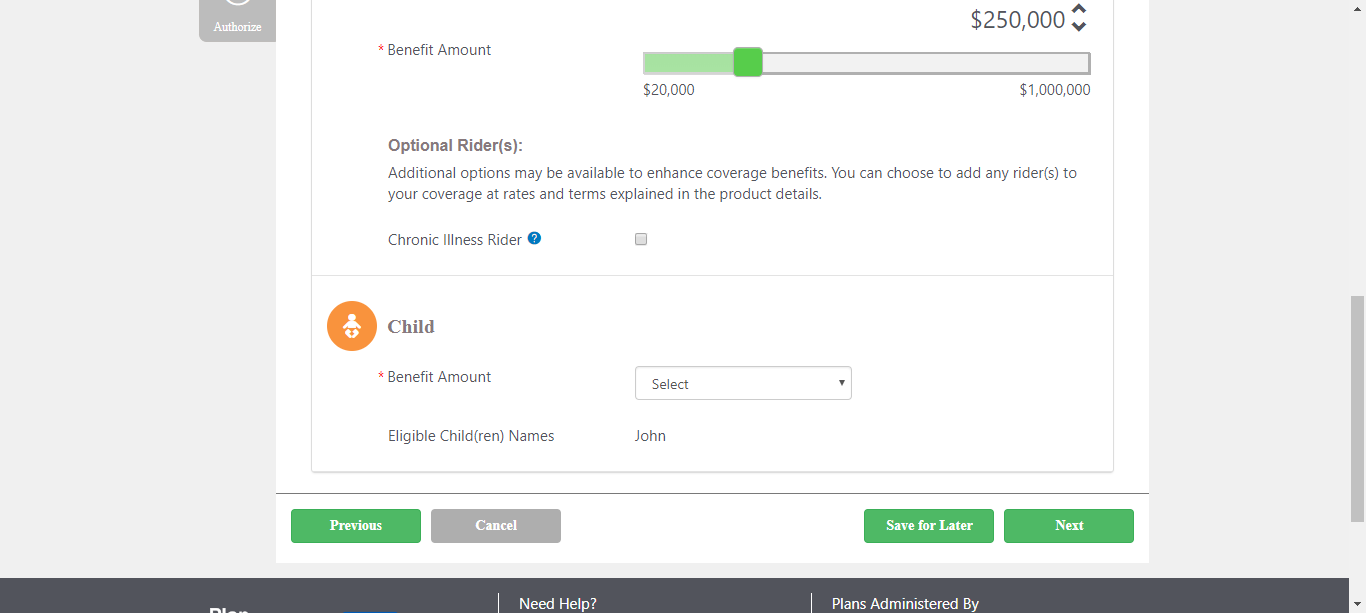 Authorize
$250,000
* Benefit Amount
$20,000
$1,000,000
Optional Rider(s):
Additional options may be available to enhance coverage benefits. You can choose to add any rider(s) to
your coverage at rates and terms explained in the product details.
Chronic Illness Rider ?
Child
* Benefit Amount
Select
Eligible Child(ren) Names
John
Previous
Cancel
Save for Later
Next
Plan
Need Help?
Plans Administered By